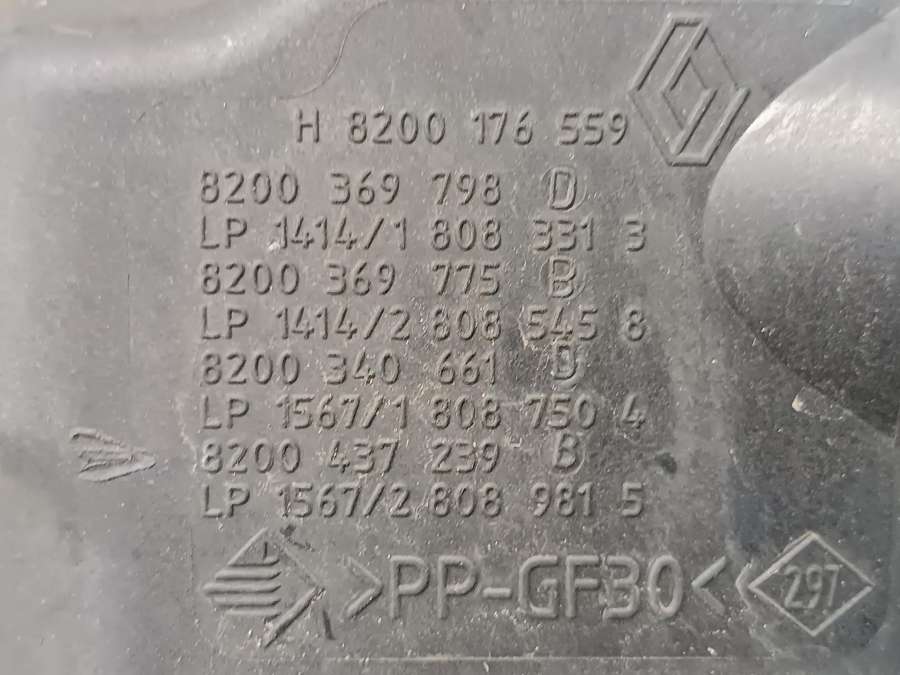 H 8200 176 559
8200 369 798 D
LP 1414/1 808 331 3
8200 369 775 B
LP 1414/2 808 545 8
8200 340 661 D
LP 1567/1 808 750 4
8200 437 239 B
LP 1567/2 808 981 5
>PP-GF30< 297